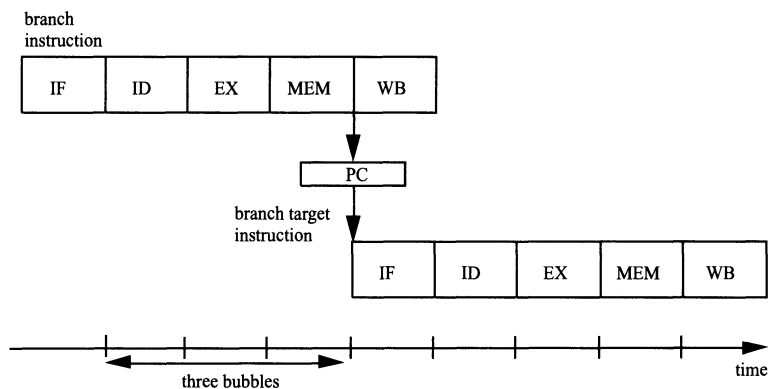 branch
instruction
IF ID EX MEM WB
PC
branch target
instruction
IF ID EX MEM WB
time
three bubbles